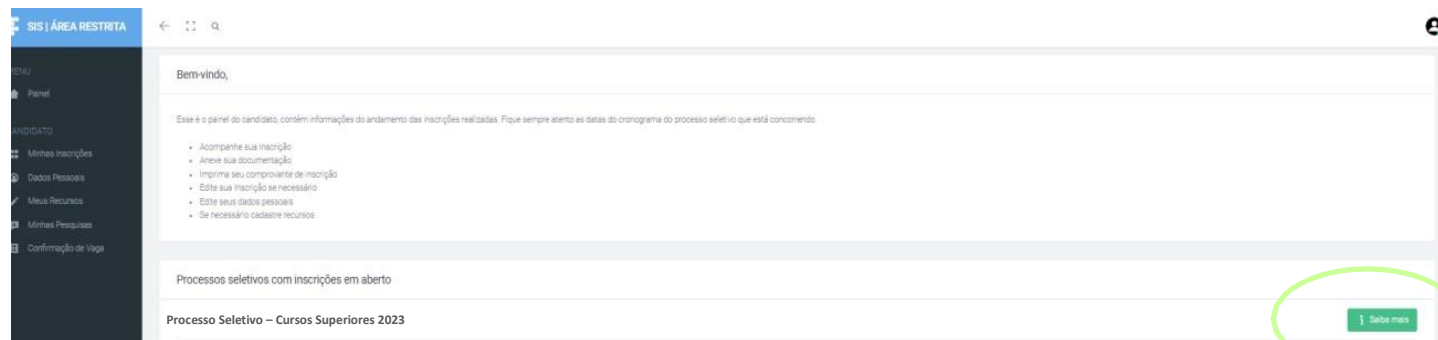 SIS | ÁREA RESTRITA
MENU
Painel
CANDIDATO
Minhas Inscrições
Dados Pessoais
Meus Recursos
Minhas Pesquisas
Confirmação de Vaga
Bem-vindo,
Esse é o painel do candidato, contém informações do andamento das inscrições realizadas. Fique sempre atento as datas do cronograma do processo seletivo que está concorrendo.
Acompanhe sua inscrição
Anexe sua documentação
Imprima seu comprovante de inscrição
Edite sua inscrição se necessário
Edite seus dados pessoais
Se necessário cadastre recursos
Processos seletivos com inscrições em aberto
Processo Seletivo – Cursos Superiores 2023
Saiba mais